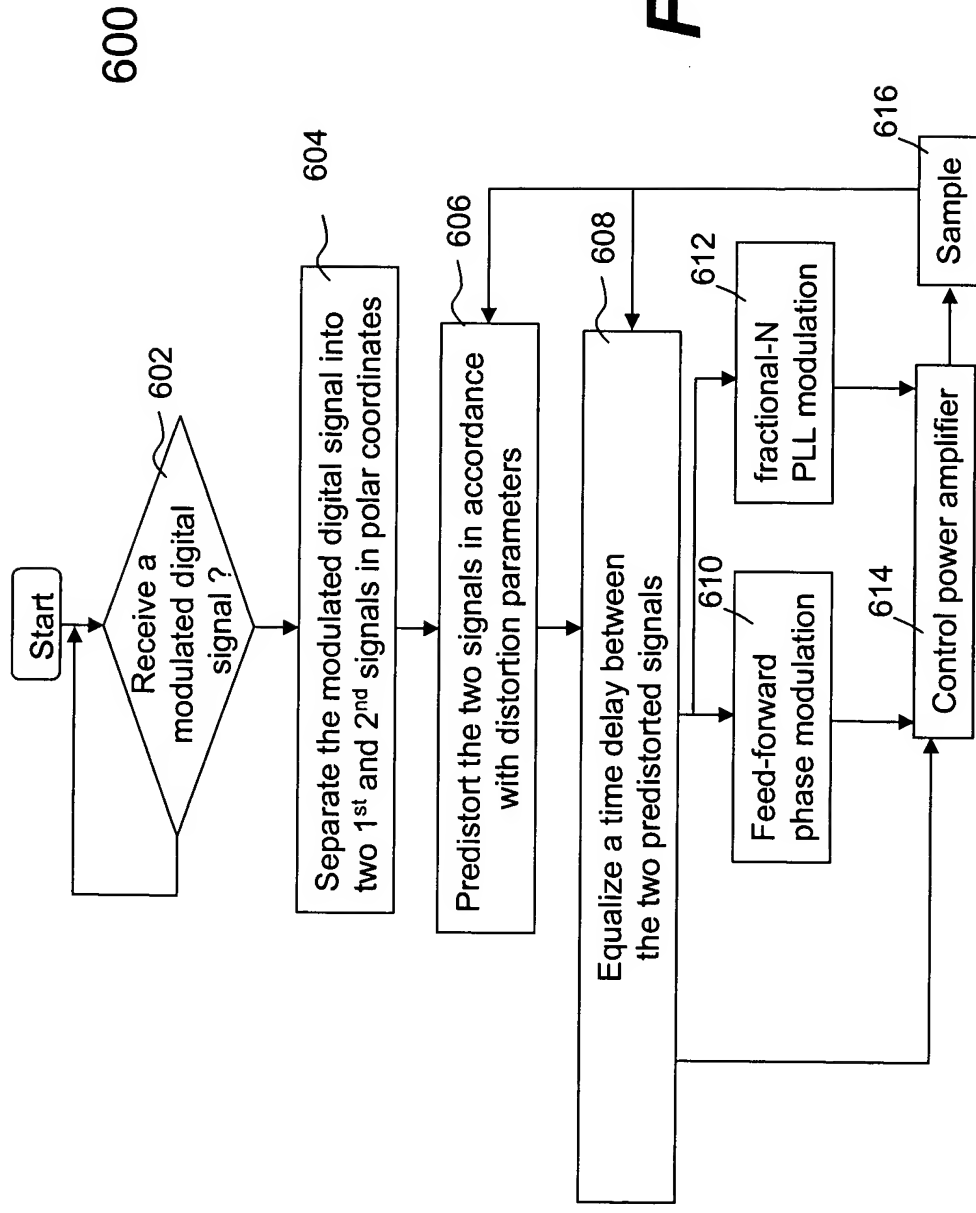 600
Start
602
Receive a
modulated digital
signal ?
604
Separate the modulated digital signal into
two 1st and 2nd signals in polar coordinates
606
Predistort the two signals in accordance
with distortion parameters
608
Equalize a time delay between
the two predistorted signals
610
Feed-forward
phase modulation
612
fractional-N
PLL modulation
614
Control power amplifier
616
Sample